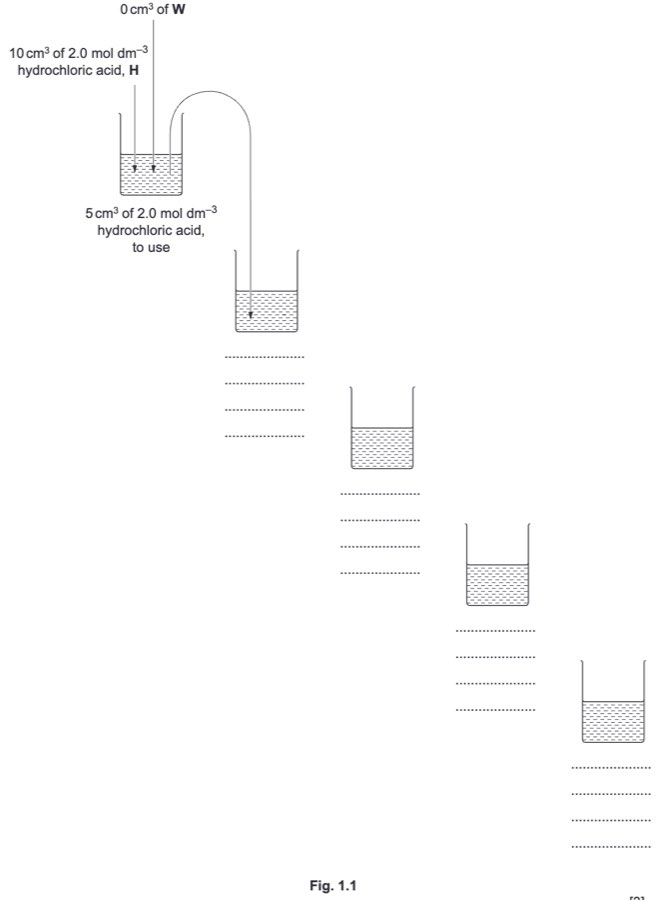 0 cm³ of W
10 cm³ of 2.0 mol dm⁻³
hydrochloric acid, H
5 cm³ of 2.0 mol dm⁻³
hydrochloric acid,
to use
Fig. 1.1